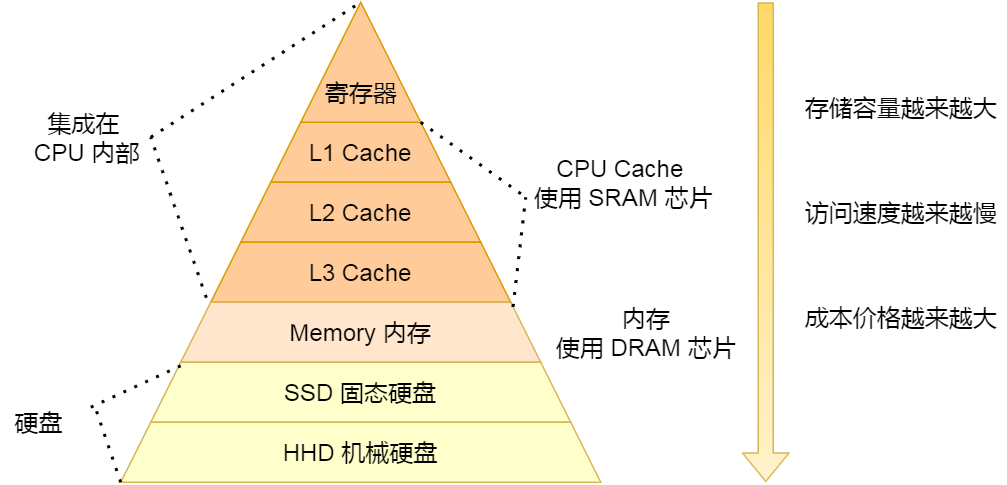 寄存器
L1 Cache
L2 Cache
L3 Cache
Memory 内存
SSD 固态硬盘
HHD 机械硬盘
集成在
CPU 内部
硬盘
CPU Cache
使用 SRAM 芯片
内存
使用 DRAM 芯片
存储容量越来越大
访问速度越来越慢
成本价格越来越大